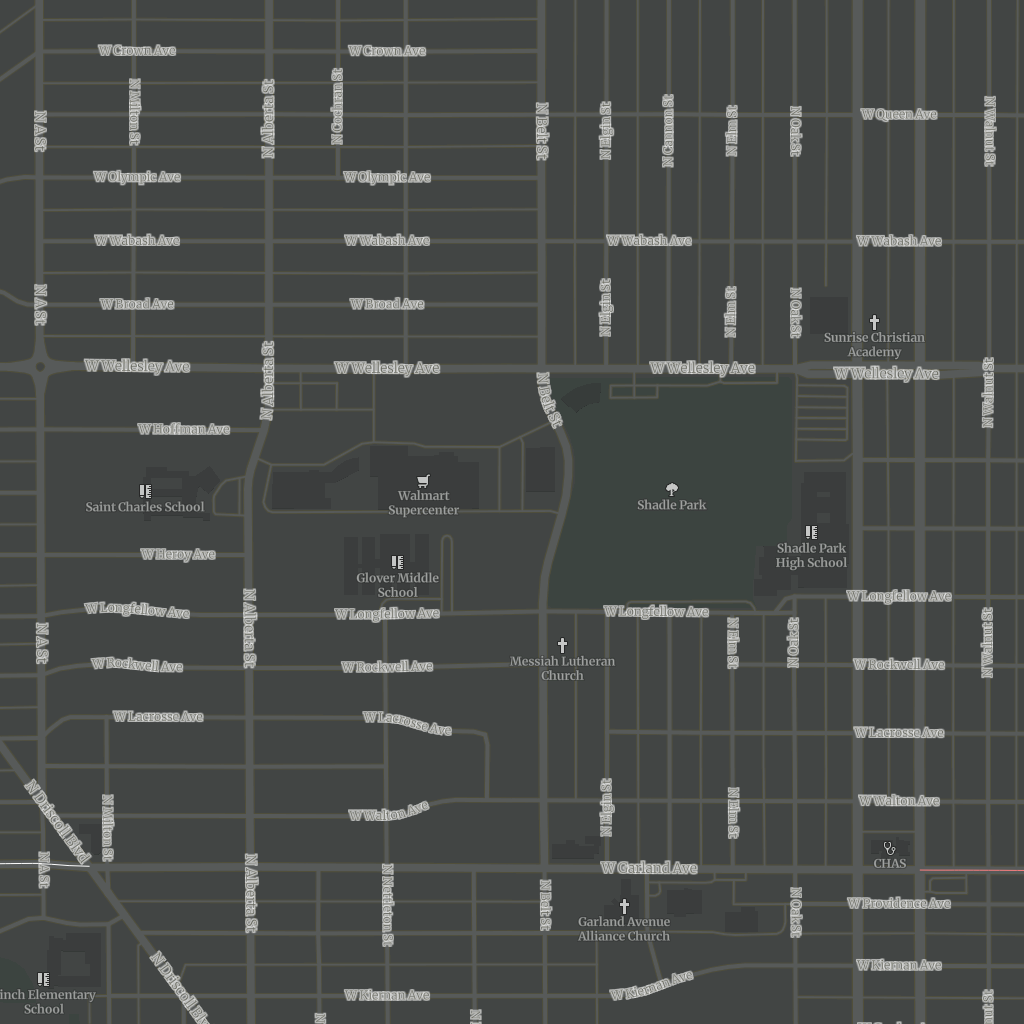 W Crown Ave
W Crown Ave
N A St
N Milton St
N Alberta St
N Cochran St
N Belt St
N Elgin St
N Cannon St
N Elm St
N Oak St
W Queen Ave
N Walnut St
W Olympic Ave
W Olympic Ave
W Wabash Ave
W Wabash Ave
W Wabash Ave
W Wabash Ave
N A St
W Broad Ave
W Broad Ave
N Elgin St
N Elm St
N Oak St
Sunrise Christian
Academy
W Wellesley Ave
N Alberta St
W Wellesley Ave
W Wellesley Ave
W Wellesley Ave
N Belt St
N Walnut St
W Hoffman Ave
Saint Charles School
Walmart
Supercenter
Shadle Park
W Heroy Ave
Glover Middle
School
Shadle Park
High School
W Longfellow Ave
W Longfellow Ave
W Longfellow Ave
W Longfellow Ave
N A St
N Alberta St
N Elm St
N Oak St
N Walnut St
W Rockwell Ave
W Rockwell Ave
Messiah Lutheran
Church
W Rockwell Ave
W Lacrosse Ave
W Lacrosse Ave
W Lacrosse Ave
N Driscoll Blvd
N Milton St
W Walton Ave
N Elgin St
N Elm St
W Walton Ave
N A St
N Alberta St
N Nettleton St
N Belt St
W Garland Ave
CHAS
N Oak St
W Providence Ave
Garland Avenue
Alliance Church
N Driscoll Blv
inch Elementary
School
W Kiernan Ave
W Kiernan Ave
W Kiernan Ave